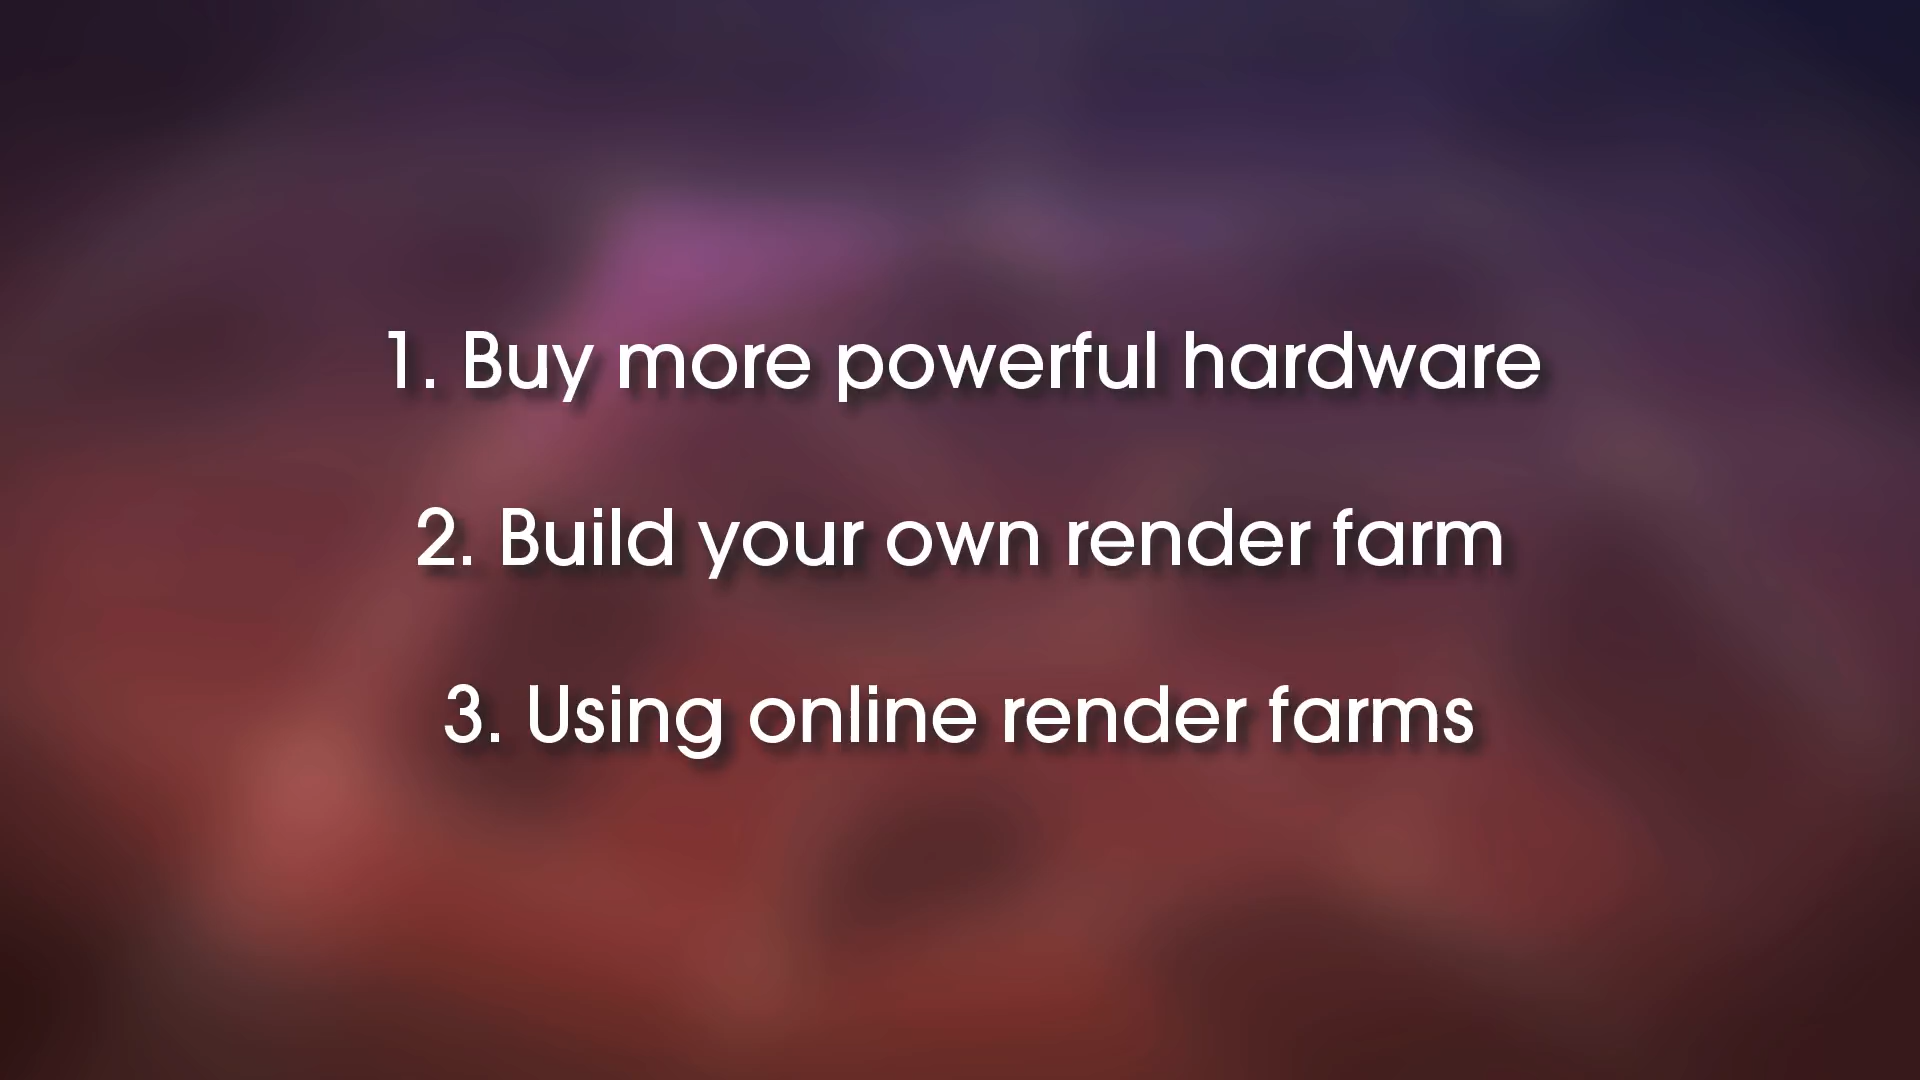 1. Buy more powerful hardware
2. Build your own render farm
3. Using online render farms